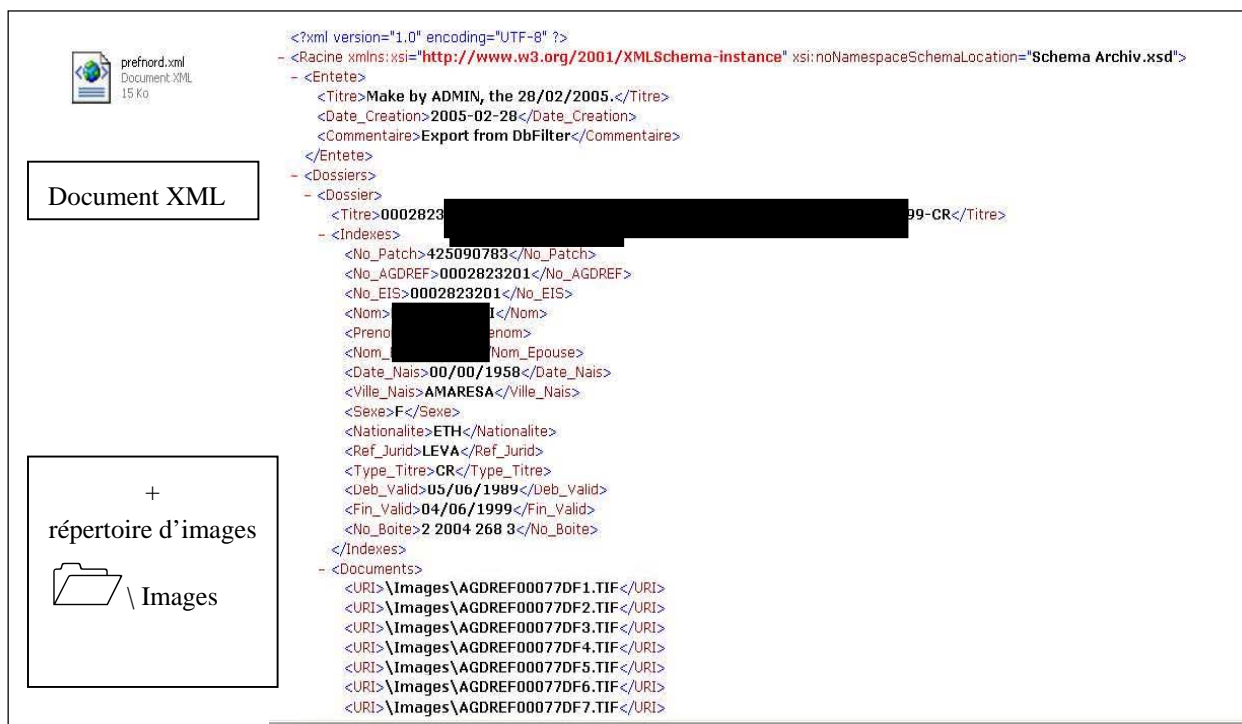 prefnord.xml
Document XML
15 Ko
Document XML
+
répertoire d'images
\ Images
<?xml version="1.0" encoding="UTF-8" ?>
– <Racine xmlns:xsi="http://www.w3.org/2001/XMLSchema-instance" xsi:noNamespaceSchemaLocation="Schema Archiv.xsd">
– <Entete>
<Titre>Make by ADMIN, the 28/02/2005.</Titre>
<Date_Creation>2005-02-28</Date_Creation>
<Commentaire>Export from DbFilter</Commentaire>
</Entete>
– <Dossiers>
– <Dossier>
<Titre>0002823 99-CR</Titre>
– <Indexes>
<No_Patch>425090783</No_Patch>
<No_AGDREF>0002823201</No_AGDREF>
<No_EIS>0002823201</No_EIS>
<Nom> I</Nom>
<Preno enom>
<Nom_ /Nom_Epouse>
<Date_Nais>00/00/1958</Date_Nais>
<Ville_Nais>AMARESA</Ville_Nais>
<Sexe>F</Sexe>
<Nationalite>ETH</Nationalite>
<Ref_Jurid>LEVA</Ref_Jurid>
<Type_Titre>CR</Type_Titre>
<Deb_Valid>05/06/1989</Deb_Valid>
<Fin_Valid>04/06/1999</Fin_Valid>
<No_Boite>2 2004 268 3</No_Boite>
</Indexes>
– <Documents>
<URI>\Images\AGDREF00077DF1.TIF</URI>
<URI>\Images\AGDREF00077DF2.TIF</URI>
<URI>\Images\AGDREF00077DF3.TIF</URI>
<URI>\Images\AGDREF00077DF4.TIF</URI>
<URI>\Images\AGDREF00077DF5.TIF</URI>
<URI>\Images\AGDREF00077DF6.TIF</URI>
<URI>\Images\AGDREF00077DF7.TIF</URI>